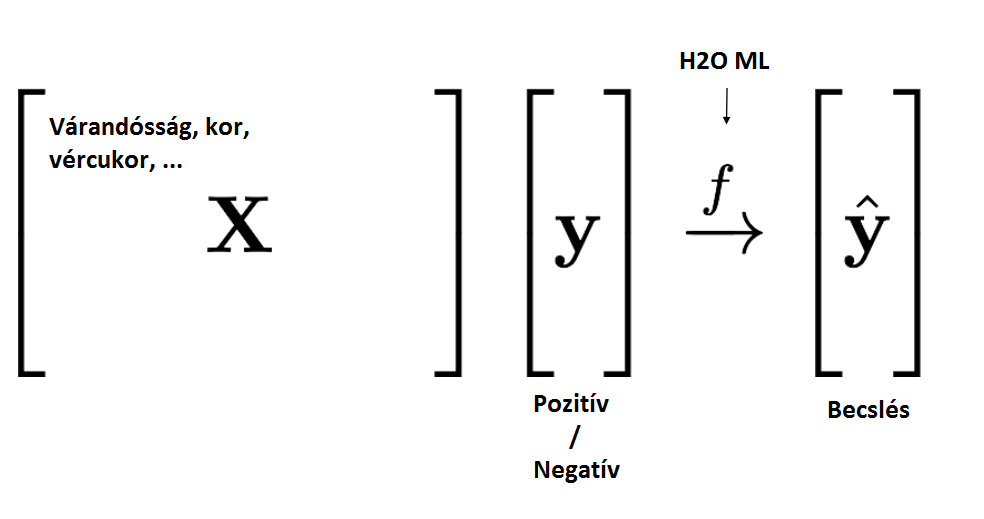 H2O ML
Várandósság, kor,
vércukor, ...
X
y
f
ŷ
Pozitív
/
Negatív
Becslés